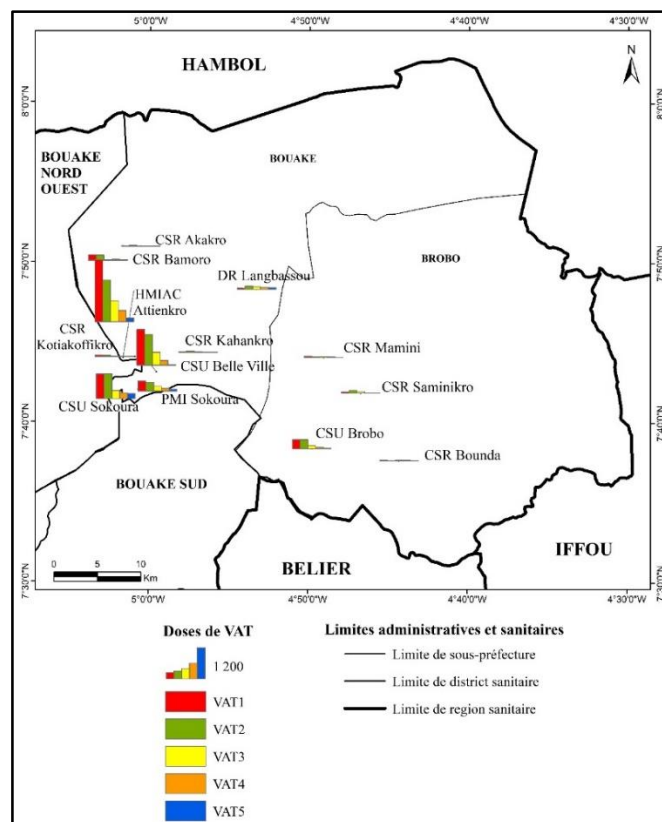 5°0'0"O
4°50'0"O
4°40'0"O
4°30'0"O
HAMBOL
N
8°0'0"N
8°0'0"N
BOUAKE
NORD
OUEST
BOUAKE
CSR Akakro
7°50'0"N
7°50'0"N
CSR Bamoro
BROBO
DR Langbassou
HMIAC
Attienkro
CSR
Kotiakoffikro
CSR Kahankro
CSR Mamini
CSU Belle Ville
CSR Saminikro
CSU Sokoura
PMI Sokoura
7°40'0"N
7°40'0"N
CSU Brobo
CSR Bounda
BOUAKE SUD
IFFOU
BELIER
0 5 10
Km
7°30'0"N
7°30'0"N
5°0'0"O
4°50'0"O
4°40'0"O
4°30'0"O
Doses de VAT
1 200
VAT1
VAT2
VAT3
VAT4
VAT5
Limites administratives et sanitaires
Limite de sous-préfecture
Limite de district sanitaire
Limite de region sanitaire